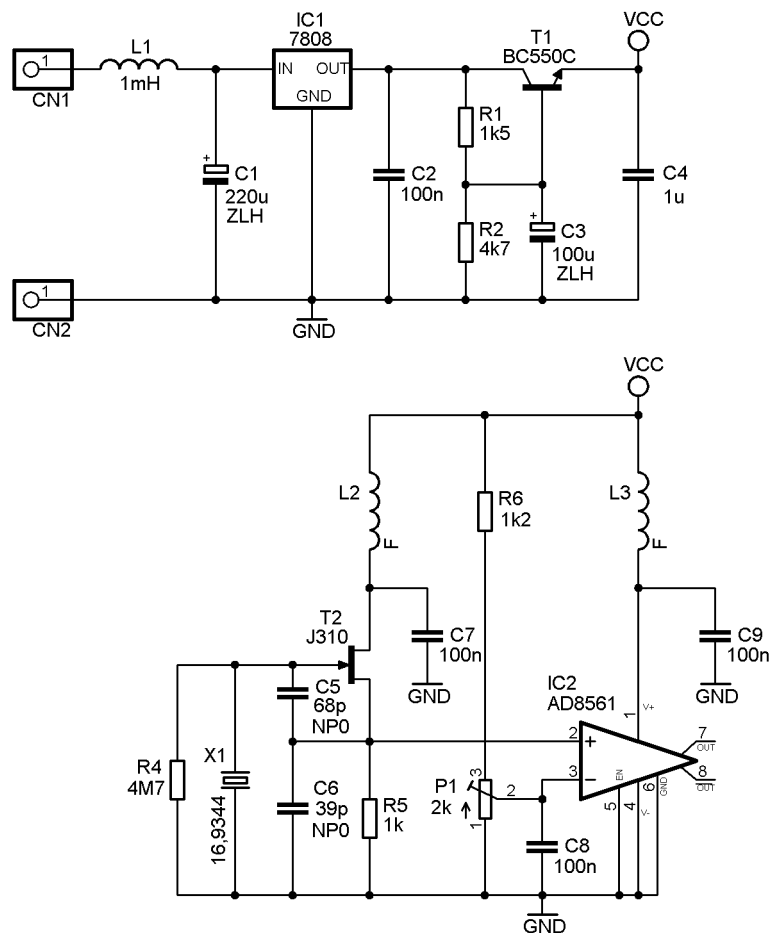 VCC
IC1
7808
T1
BC550C
L1
1mH
1
CN1
IN
OUT
GND
R1
1k5
+
C1
220u
ZLH
C2
100n
R2
4k7
+
C3
100u
ZLH
C4
1u
1
CN2
GND
VCC
L2
F
R6
1k2
L3
F
T2
J310
C7
100n
GND
C9
100n
GND
IC2
AD8561
1
V+
C5
68p
NP0
R4
4M7
X1
16,9344
C6
39p
NP0
R5
1k
P1
2k
3
2
1
2
+
3
-
7
OUT
8
OUT
EN
5
4
V-
6
GND
C8
100n
GND